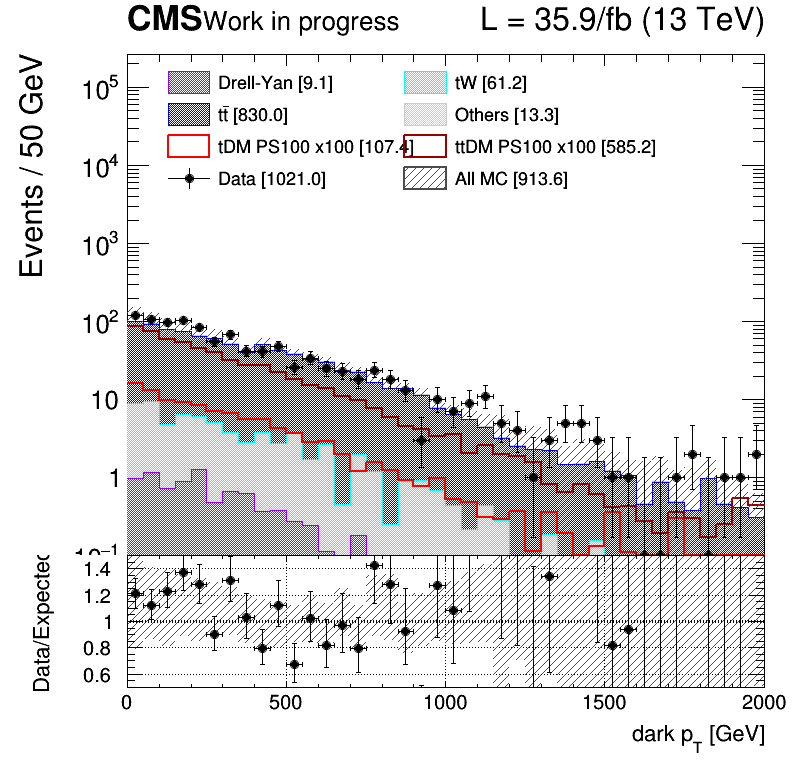 CMS Work in progress L = 35.9/fb (13 TeV)
Events / 50 GeV
Drell-Yan [9.1] tW [61.2]
tt̄ [830.0] Others [13.3]
tDM PS100 x100 [107.4] ttDM PS100 x100 [585.2]
Data [1021.0] All MC [913.6]
10⁵
10⁴
10³
10²
10
1
10⁻¹
Data/Expected
1.4
1.2
1
0.8
0.6
0 500 1000 1500 2000
dark p_T [GeV]